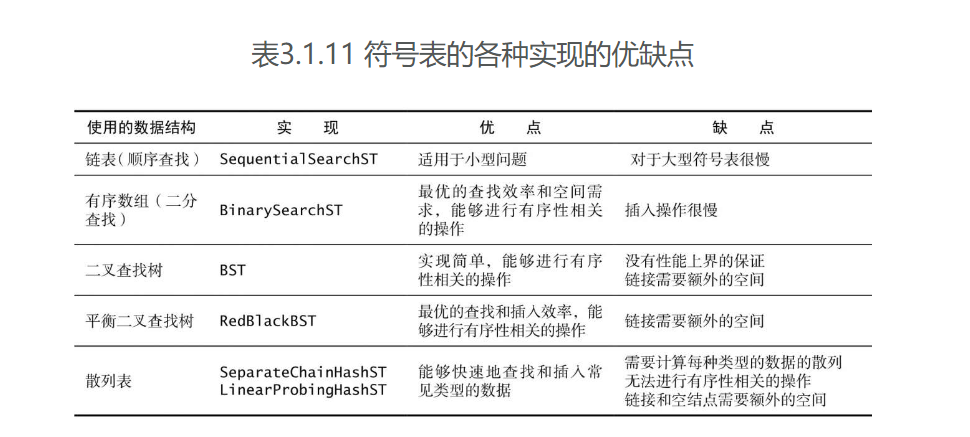 表3.1.11 符号表的各种实现的优缺点
使用的数据结构 实 现 优 点 缺 点
链表（顺序查找） SequentialSearchST 适用于小型问题 对于大型符号表很慢
有序数组（二分
查找）
BinarySearchST
最优的查找效率和空间需
求，能够进行有序性相关
的操作
插入操作很慢
二叉查找树
BST
实现简单，能够进行有序
性相关的操作
没有性能上界的保证
链接需要额外的空间
平衡二叉查找树
RedBlackBST
最优的查找和插入效率，能
够进行有序性相关的操作
链接需要额外的空间
散列表
SeparateChainHashST
LinearProbingHashST
能够快速地查找和插入常
见类型的数据
需要计算每种类型的数据的散列
无法进行有序性相关的操作
链接和空结点需要额外的空间